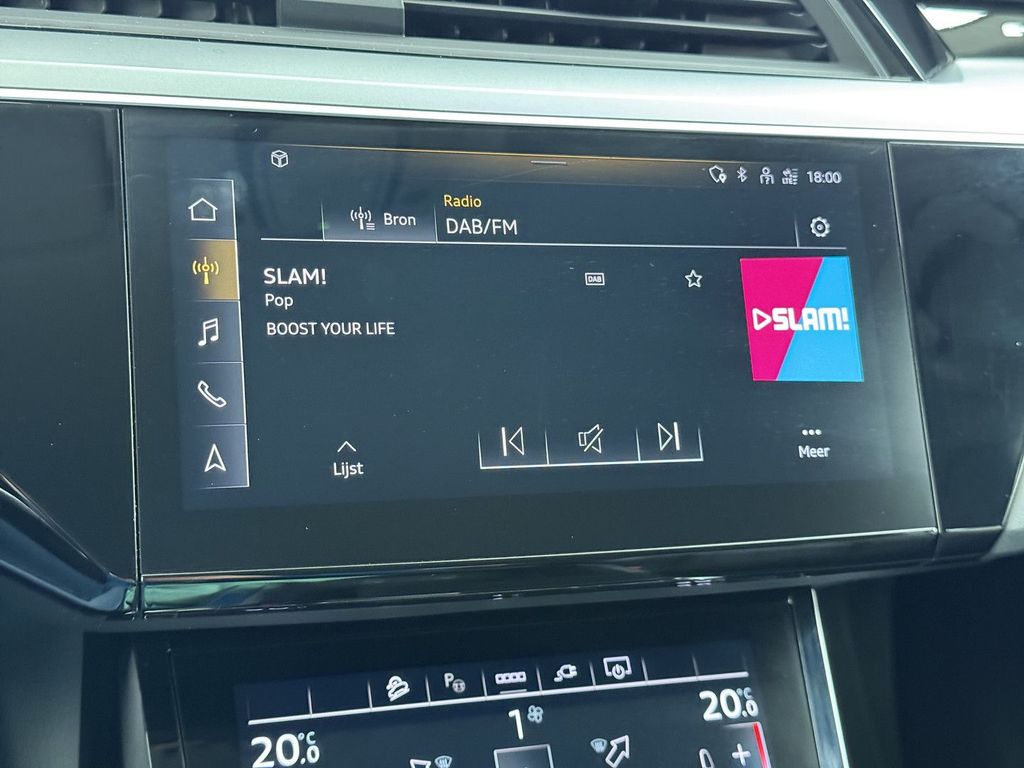 18:00
Radio
Bron
DAB/FM
SLAM!
DAB
Pop
BOOST YOUR LIFE
SLAM!
Lijst
Meer
P
20.0°C
1
20.0°C
+